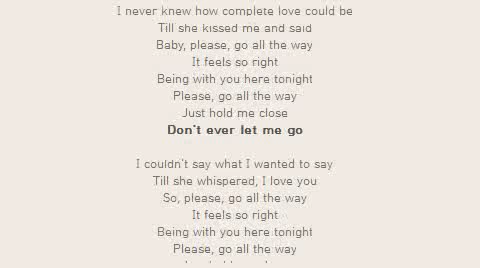 I never knew how complete love could be
Till she kissed me and said
Baby, please, go all the way
It feels so right
Being with you here tonight
Please, go all the way
Just hold me close
Don't ever let me go
I couldn't say what I wanted to say
Till she whispered, I love you
So, please, go all the way
It feels so right
Being with you here tonight
Please, go all the way